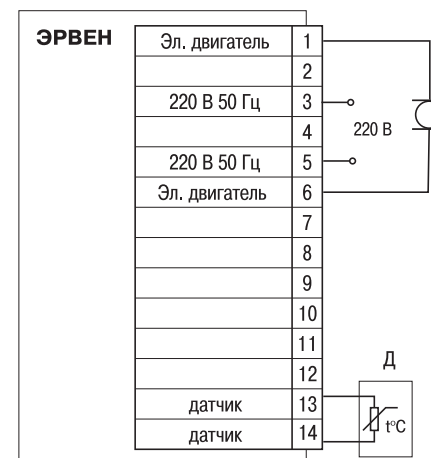 ЭРВЕН
Эл. двигатель 1
2
220 В 50 Гц 3
4
220 В
220 В 50 Гц 5
Эл. двигатель 6
7
8
9
10
11
12
Д
датчик 13
t°C
датчик 14